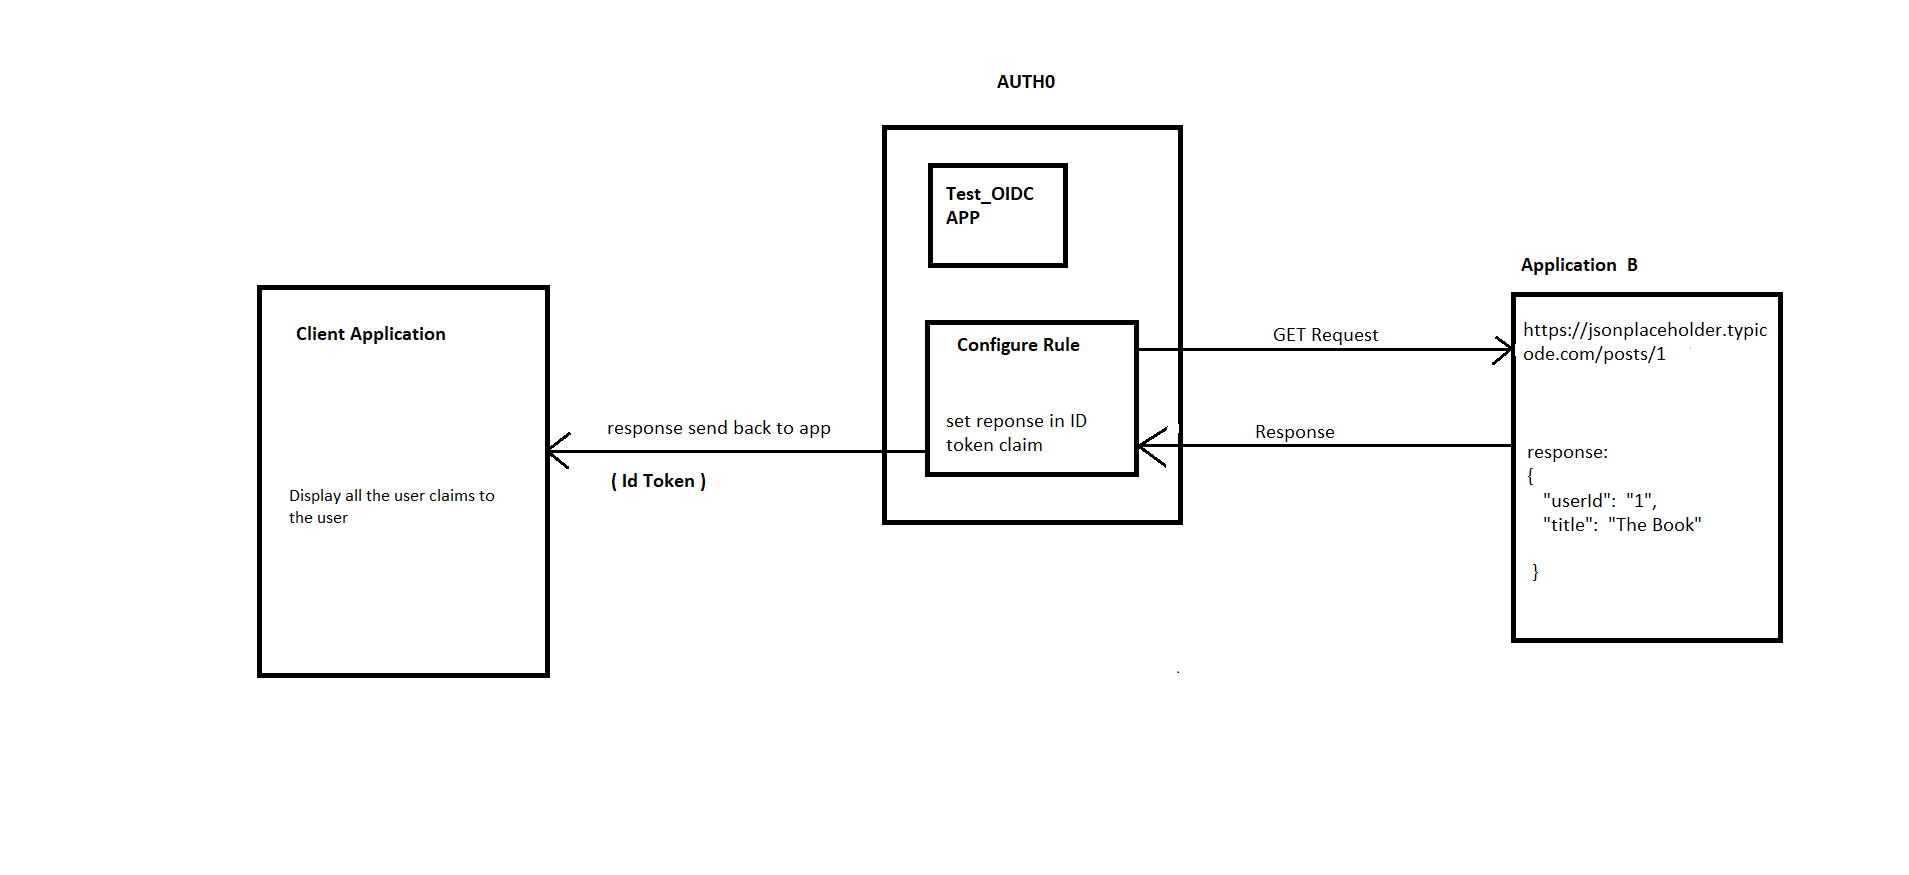 AUTH0
Test_OIDC
APP
Application  B
Client Application
Configure Rule
GET Request
https://jsonplaceholder.typic
ode.com/posts/1
set reponse in ID
token claim
response send back to app
Response
( Id Token )
Display all the user claims to
the user
response:
{
"userId":  "1",
"title":  "The Book"
}